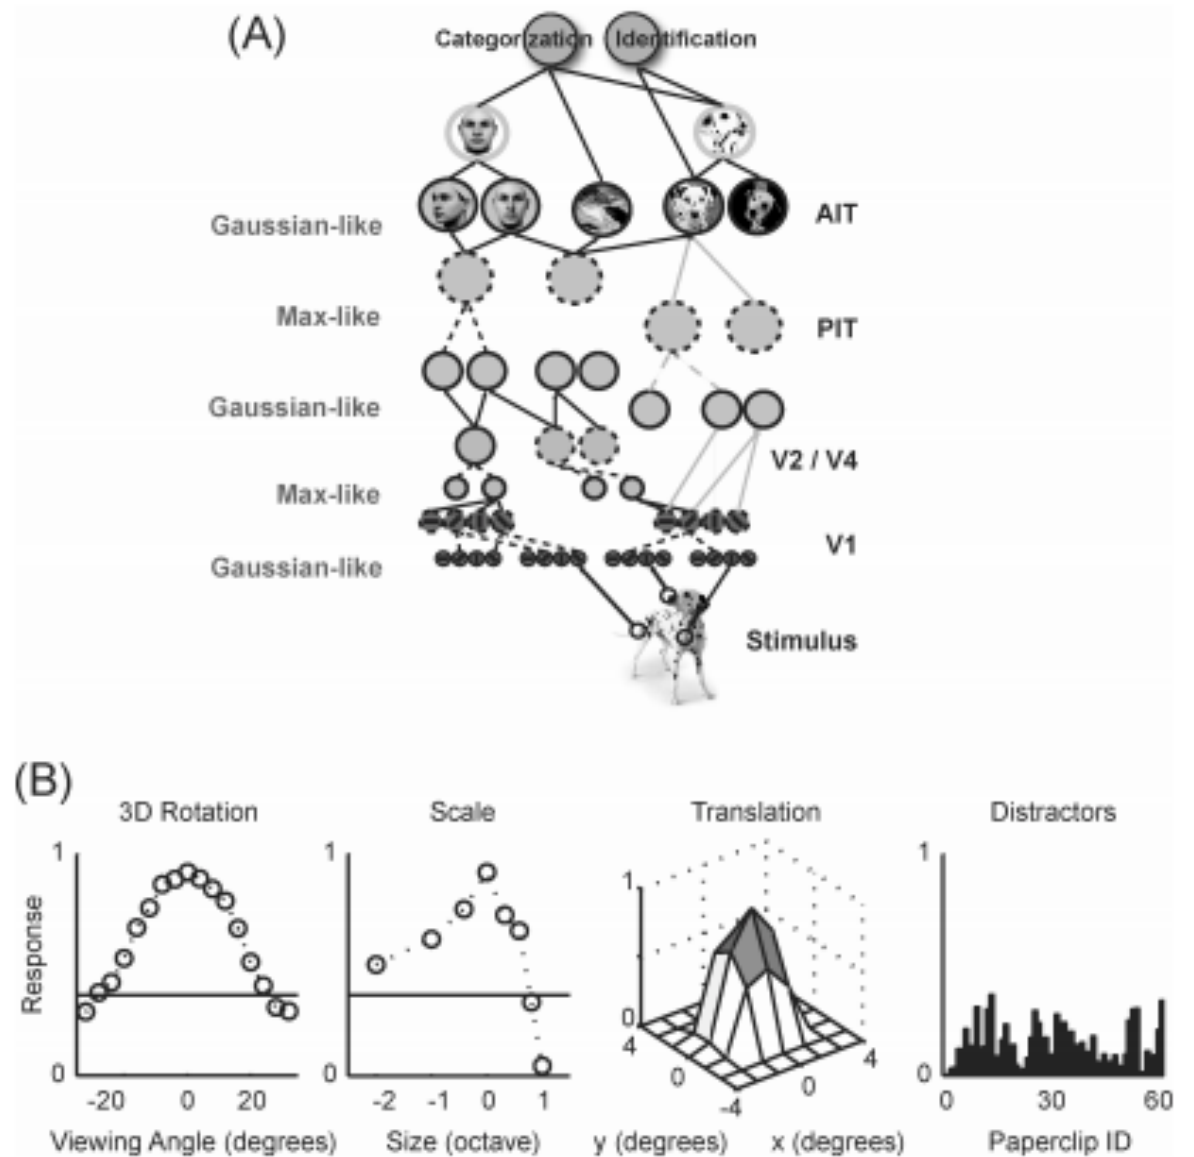 (A)
Categorization Identification
Gaussian-like
AIT
Max-like
PIT
Gaussian-like
V2 / V4
Max-like
V1
Gaussian-like
Stimulus
(B)
3D Rotation Scale Translation Distractors
Response
1
0
-20 0 20
Viewing Angle (degrees)
1
0
-2 -1 0 1
Size (octave)
1
0
4 0 -4 0 4
y (degrees) x (degrees)
1
0
0 30 60
Paperclip ID